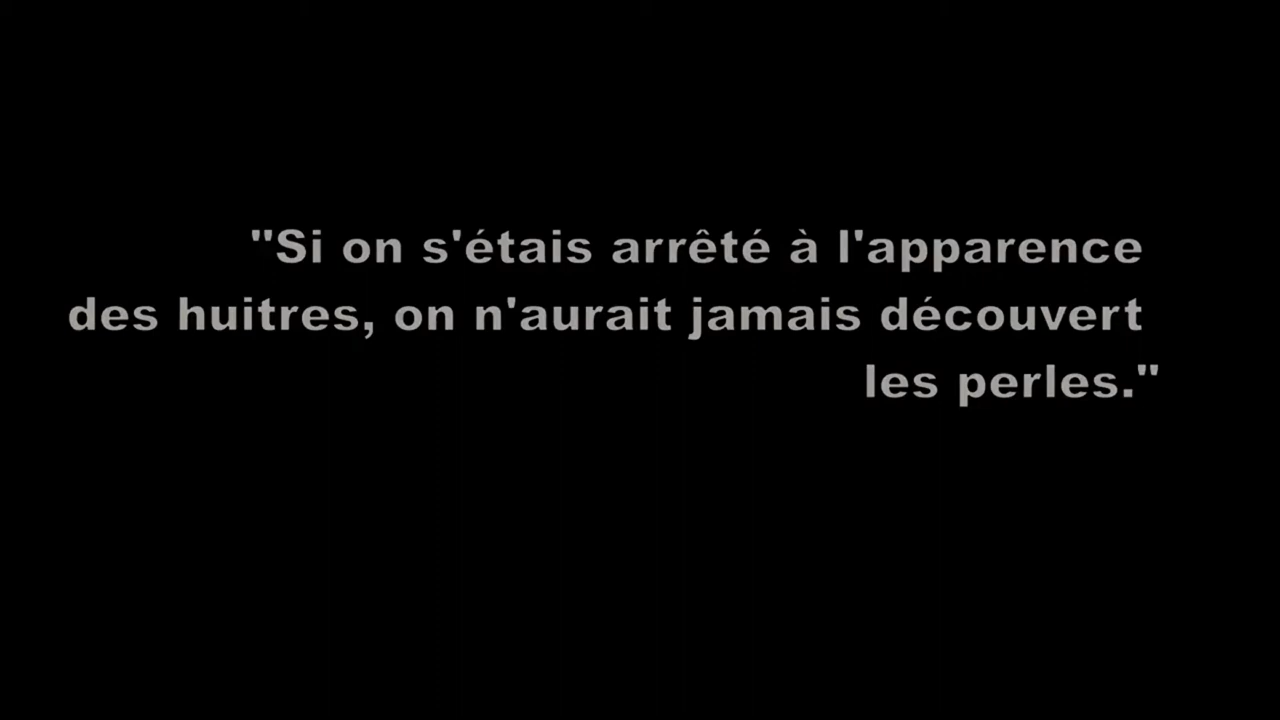 "Si on s'étais arrêté à l'apparence
des huitres, on n'aurait jamais découvert
les perles."